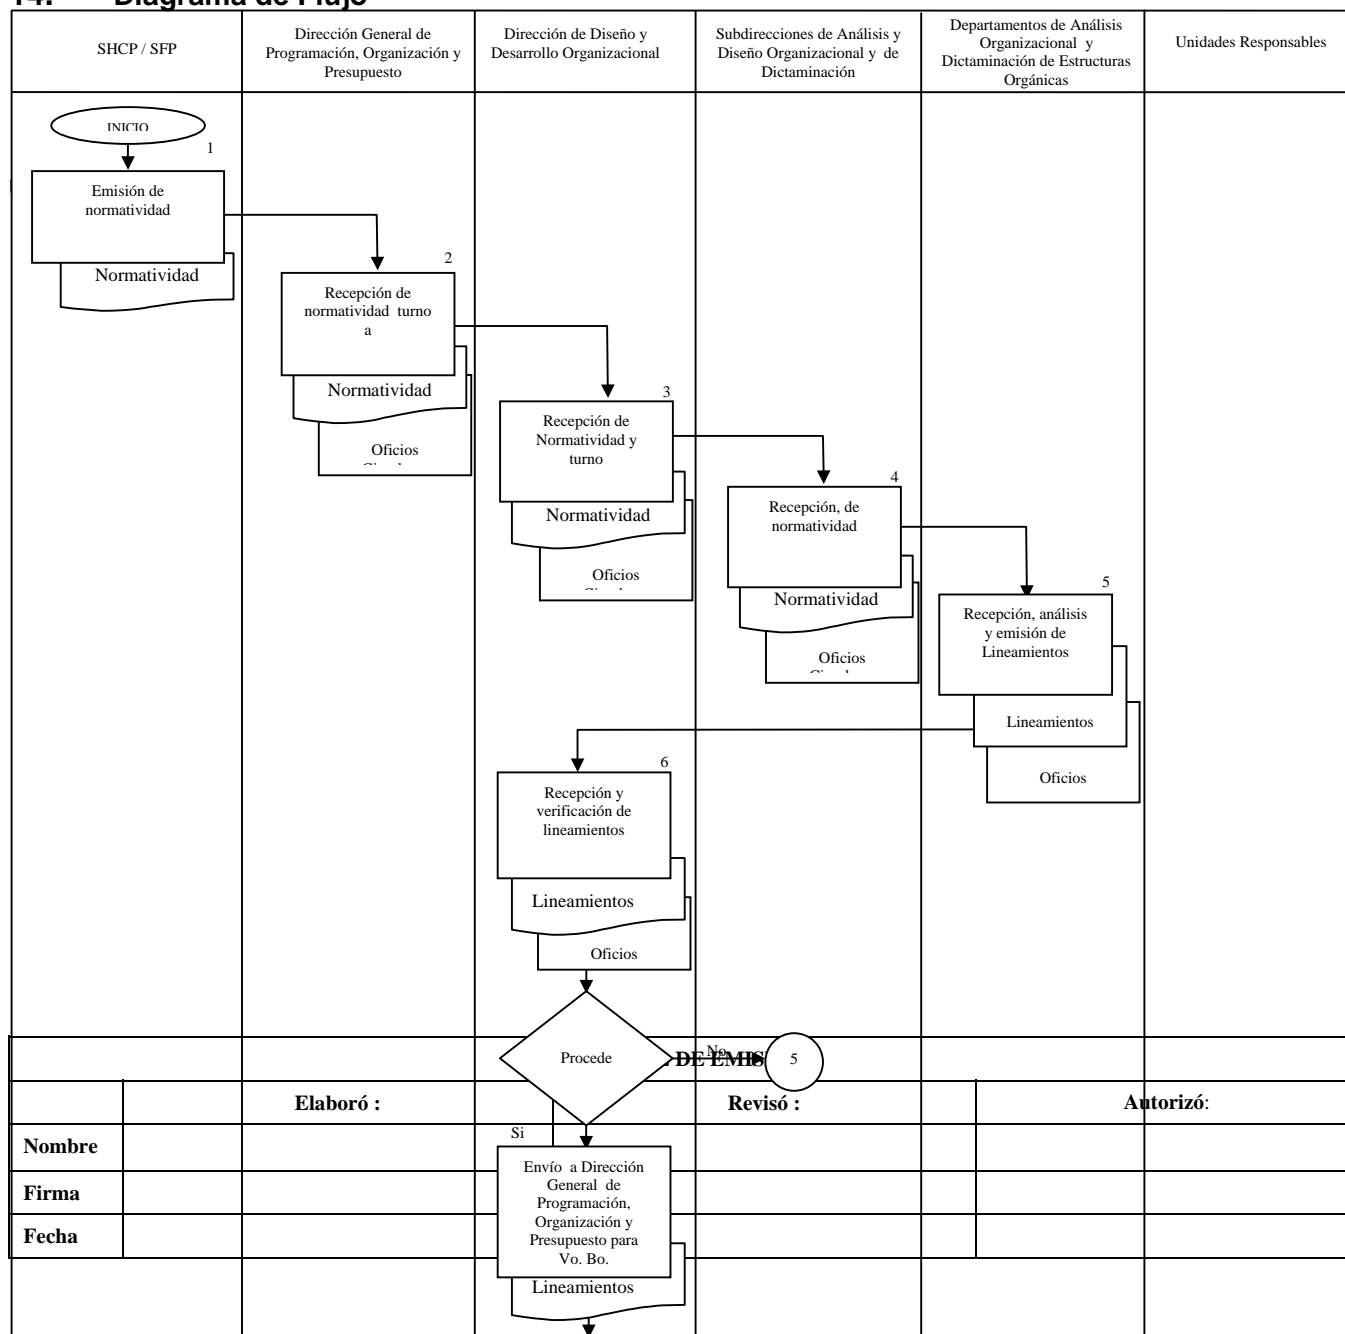 14. Diagrama de Flujo
SHCP / SFP
Dirección General de
Programación, Organización y
Presupuesto
Dirección de Diseño y
Desarrollo Organizacional
Subdirecciones de Análisis y
Diseño Organizacional y de
Dictaminación
Departamentos de Análisis
Organizacional y
Dictaminación de Estructuras
Orgánicas
Unidades Responsables
INICIO
1
Emisión de
normatividad
Normatividad
2
Recepción de
normatividad turno
a
Normatividad
Oficios
3
Recepción de
Normatividad y
turno
Normatividad
Oficios
4
Recepción, de
normatividad
Normatividad
Oficios
5
Recepción, análisis
y emisión de
Lineamientos
Lineamientos
Oficios
6
Recepción y
verificación de
lineamientos
Lineamientos
Oficios
Procede
No
5
DE EMIS
Elaboró :
Revisó :
Autorizó:
Nombre
Firma
Fecha
Si
Envío a Dirección
General de
Programación,
Organización y
Presupuesto para
Vo. Bo.
Lineamientos